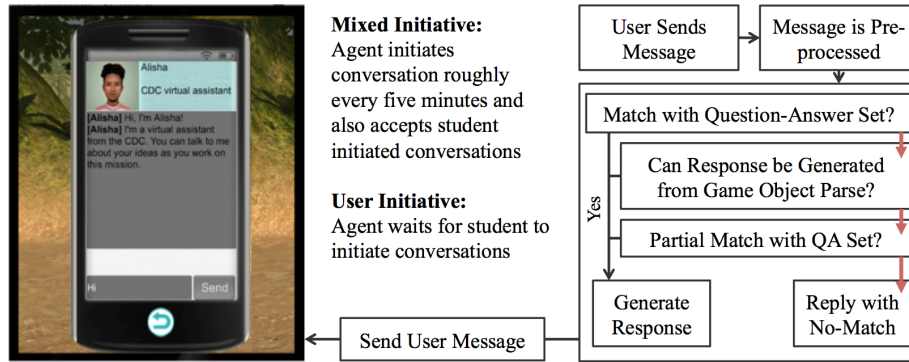 Alisha
CDC virtual assistant
[Alisha] Hi, I'm Alisha!
[Alisha] I'm a virtual assistant
from the CDC. You can talk to me
about your ideas as you work on
this mission.
Hi
Send
Mixed Initiative:
Agent initiates
conversation roughly
every five minutes and
also accepts student
initiated conversations
User Initiative:
Agent waits for student to
initiate conversations
User Sends
Message
Message is Pre-
processed
Match with Question-Answer Set?
Can Response be Generated
from Game Object Parse?
Yes
Partial Match with QA Set?
Generate
Response
Reply with
No-Match
Send User Message